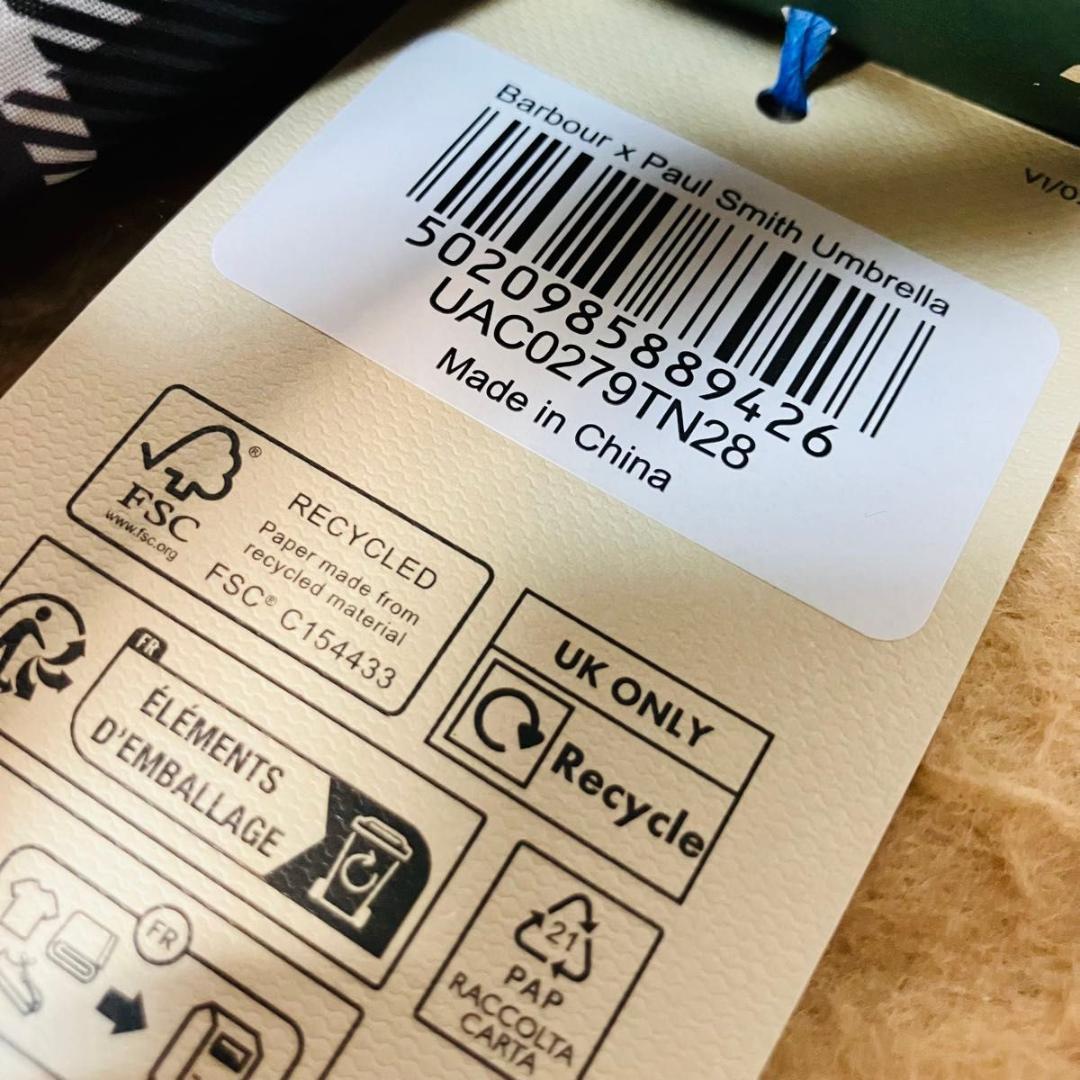 Barbour x Paul Smith Umbrella
5020985889426
UAC0279TN28
Made in China
FSC
®
www.fsc.org
RECYCLED
Paper made from
recycled material
FSC® C154433
UK ONLY
Recycle
FR
ÉLÉMENTS
D'EMBALLAGE
21
PAP
RACCOLTA
CARTA
FR